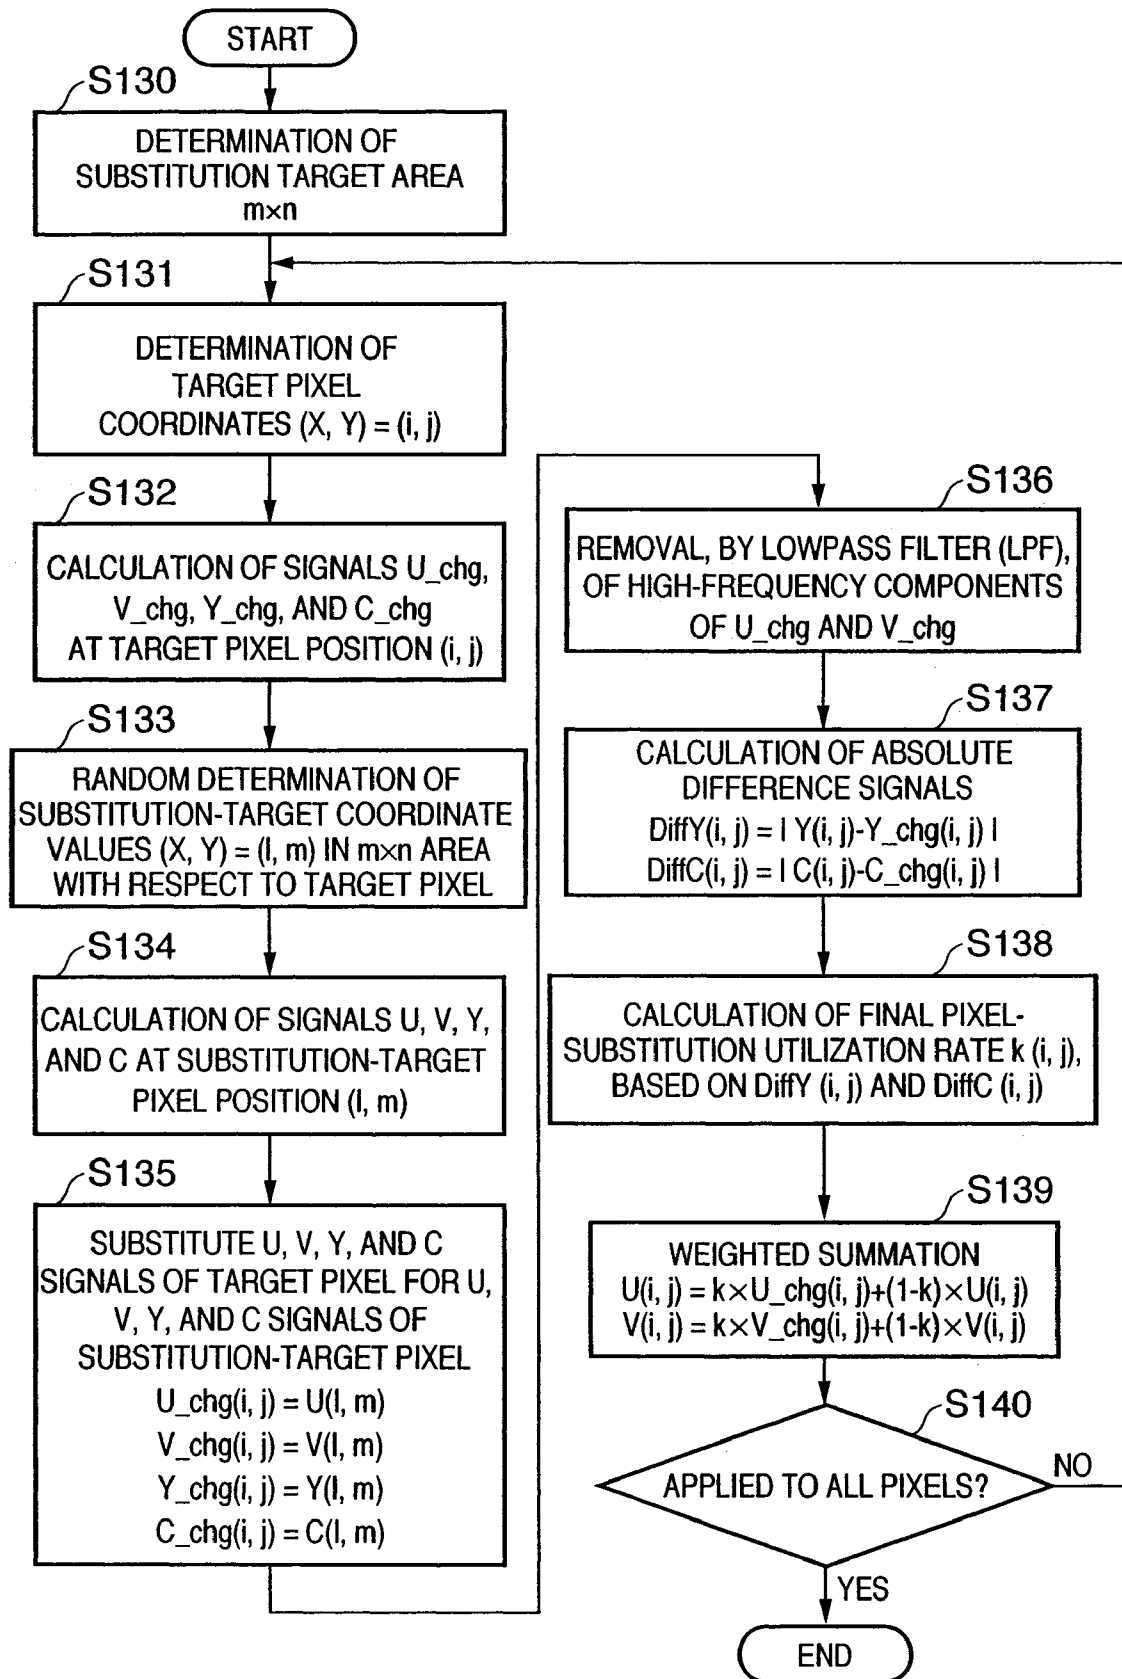 START
S130
DETERMINATION OF
SUBSTITUTION TARGET AREA
m×n
S131
DETERMINATION OF
TARGET PIXEL
COORDINATES (X, Y) = (i, j)
S132
CALCULATION OF SIGNALS U_chg,
V_chg, Y_chg, AND C_chg
AT TARGET PIXEL POSITION (i, j)
S133
RANDOM DETERMINATION OF
SUBSTITUTION-TARGET COORDINATE
VALUES (X, Y) = (l, m) IN m×n AREA
WITH RESPECT TO TARGET PIXEL
S134
CALCULATION OF SIGNALS U, V, Y,
AND C AT SUBSTITUTION-TARGET
PIXEL POSITION (l, m)
S135
SUBSTITUTE U, V, Y, AND C
SIGNALS OF TARGET PIXEL FOR U,
V, Y, AND C SIGNALS OF
SUBSTITUTION-TARGET PIXEL
U_chg(i, j) = U(l, m)
V_chg(i, j) = V(l, m)
Y_chg(i, j) = Y(l, m)
C_chg(i, j) = C(l, m)
S136
REMOVAL, BY LOWPASS FILTER (LPF),
OF HIGH-FREQUENCY COMPONENTS
OF U_chg AND V_chg
S137
CALCULATION OF ABSOLUTE
DIFFERENCE SIGNALS
DiffY(i, j) = | Y(i, j)-Y_chg(i, j) |
DiffC(i, j) = | C(i, j)-C_chg(i, j) |
S138
CALCULATION OF FINAL PIXEL-
SUBSTITUTION UTILIZATION RATE k (i, j),
BASED ON DiffY (i, j) AND DiffC (i, j)
S139
WEIGHTED SUMMATION
U(i, j) = k×U_chg(i, j)+(1-k)×U(i, j)
V(i, j) = k×V_chg(i, j)+(1-k)×V(i, j)
S140
APPLIED TO ALL PIXELS?
NO
YES
END